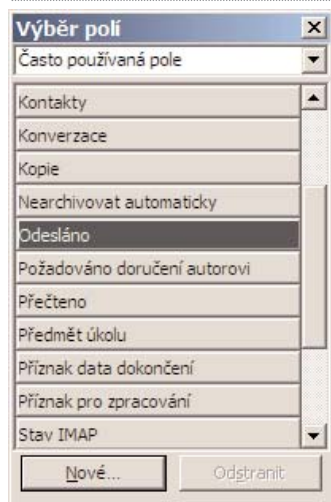 Výběr polí
Často používaná pole
Kontakty
Konverzace
Kopie
Nearchivovat automaticky
Odesláno
Požadováno doručení autorovi
Přečteno
Předmět úkolu
Příznak data dokončení
Příznak pro zpracování
Stav IMAP
Nové... Odstranit